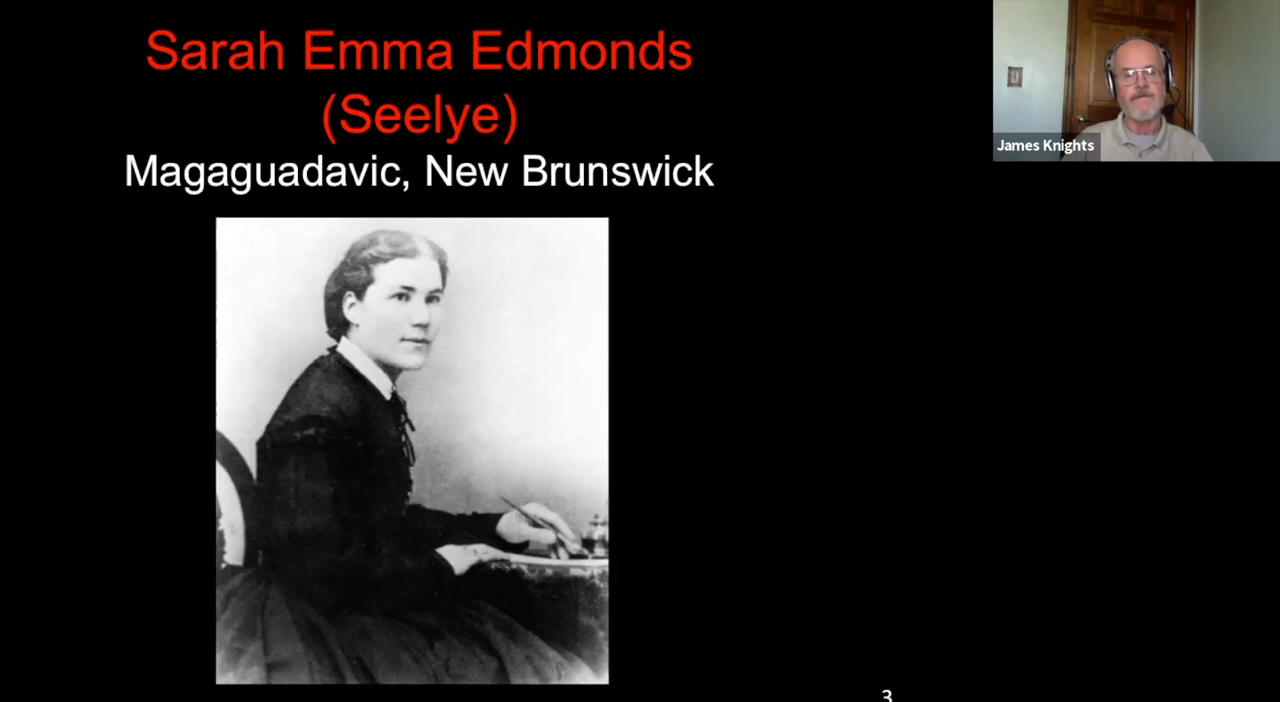 Sarah Emma Edmonds
(Seelye)
Magaguadavic, New Brunswick
James Knights
3